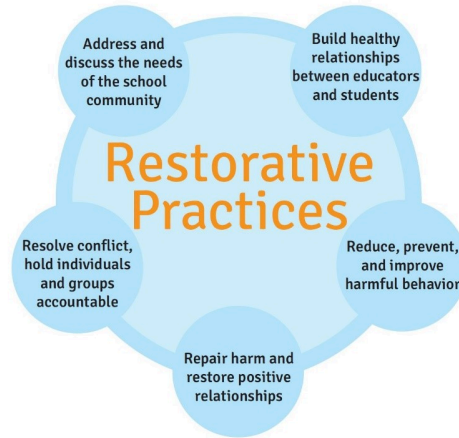 Address and
discuss the needs
of the school
community
Build healthy
relationships
between educators
and students
Restorative
Practices
Resolve conflict,
hold individuals
and groups
accountable
Reduce, prevent,
and improve
harmful behavior
Repair harm and
restore positive
relationships